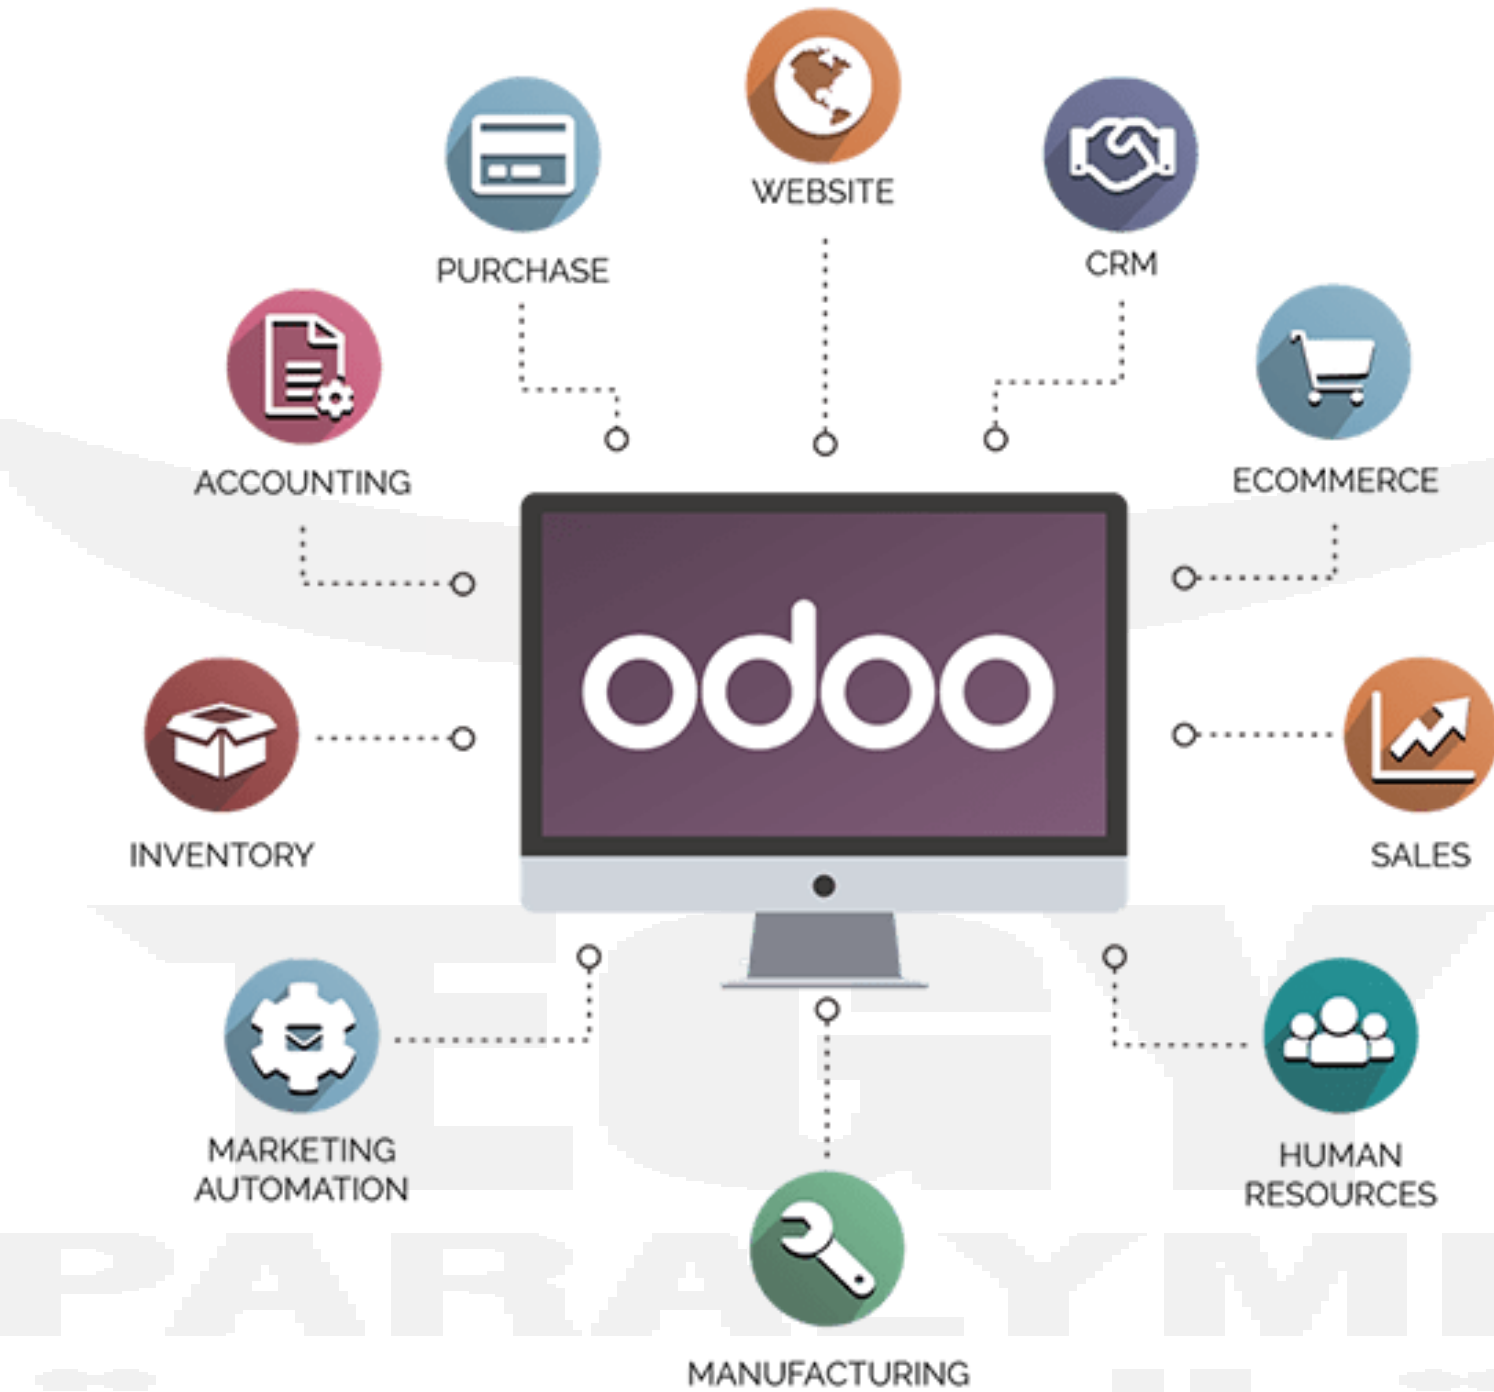 WEBSITE
CRM
PURCHASE
ACCOUNTING
ECOMMERCE
odoo
INVENTORY
SALES
MARKETING
AUTOMATION
HUMAN
RESOURCES
MANUFACTURING